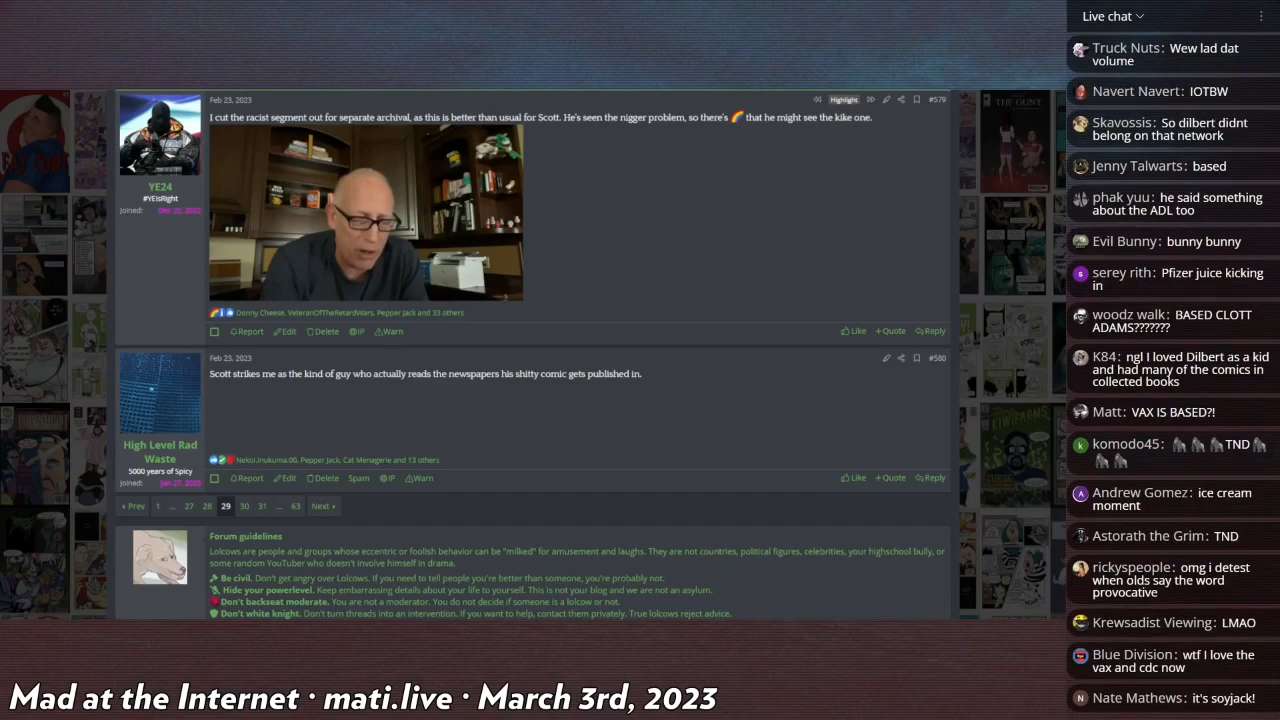 Feb 23, 2023
Highlight
#579
I cut the racist segment out for separate archival, as this is better than usual for Scott. He's seen the nigger problem, so there's 🌈 that he might see the kike one.
YE24
#YEisRight
Joined: Dec 22, 2022
Donny Cheese, VeteranOfTheRetardWars, Pepper Jack and 33 others
Report Edit Delete IP Warn
Like +Quote Reply
Feb 23, 2023
#580
Scott strikes me as the kind of guy who actually reads the newspapers his shitty comic gets published in.
High Level Rad
Waste
5000 years of Spicy
Joined: Jan 27, 2023
Nekoi.Inukuma.00, Pepper Jack, Cat Menagerie and 13 others
Report Edit Delete Spam IP Warn
Like +Quote Reply
Prev 1 ... 27 28 29 30 31 ... 63 Next
Forum guidelines
Lolcows are people and groups whose eccentric or foolish behavior can be "milked" for amusement and laughs. They are not countries, political figures, celebrities, your highschool bully, or
some random YouTuber who doesn't involve himself in drama.
Be civil. Don't get angry over Lolcows. If you need to tell people you're better than someone, you're probably not.
Hide your powerlevel. Keep embarrassing details about your life to yourself. This is not your blog and we are not an asylum.
Don't backseat moderate. You are not a moderator. You do not decide if someone is a lolcow or not.
Don't white knight. Don't turn threads into an intervention. If you want to help, contact them privately. True lolcows reject advice.
THE GUNT
Mad at the Internet · mati.live · March 3rd, 2023
Live chat
Truck Nuts: Wew lad dat
volume
Navert Navert: IOTBW
Skavossis: So dilbert didnt
belong on that network
Jenny Talwarts: based
phak yuu: he said something
about the ADL too
Evil Bunny: bunny bunny
serey rith: Pfizer juice kicking
in
woodz walk: BASED CLOTT
ADAMS???????
K84: ngl I loved Dilbert as a kid
and had many of the comics in
collected books
Matt: VAX IS BASED?!
komodo45: 🦍🦍🦍TND🦍
🦍🦍🦍
Andrew Gomez: ice cream
moment
Astorath the Grim: TND
rickyspeople: omg i detest
when olds say the word
provocaive
Krewsadist Viewing: LMAO
Blue Division: wtf I love the
vax and cdc now
Nate Mathews: it's soyjack!